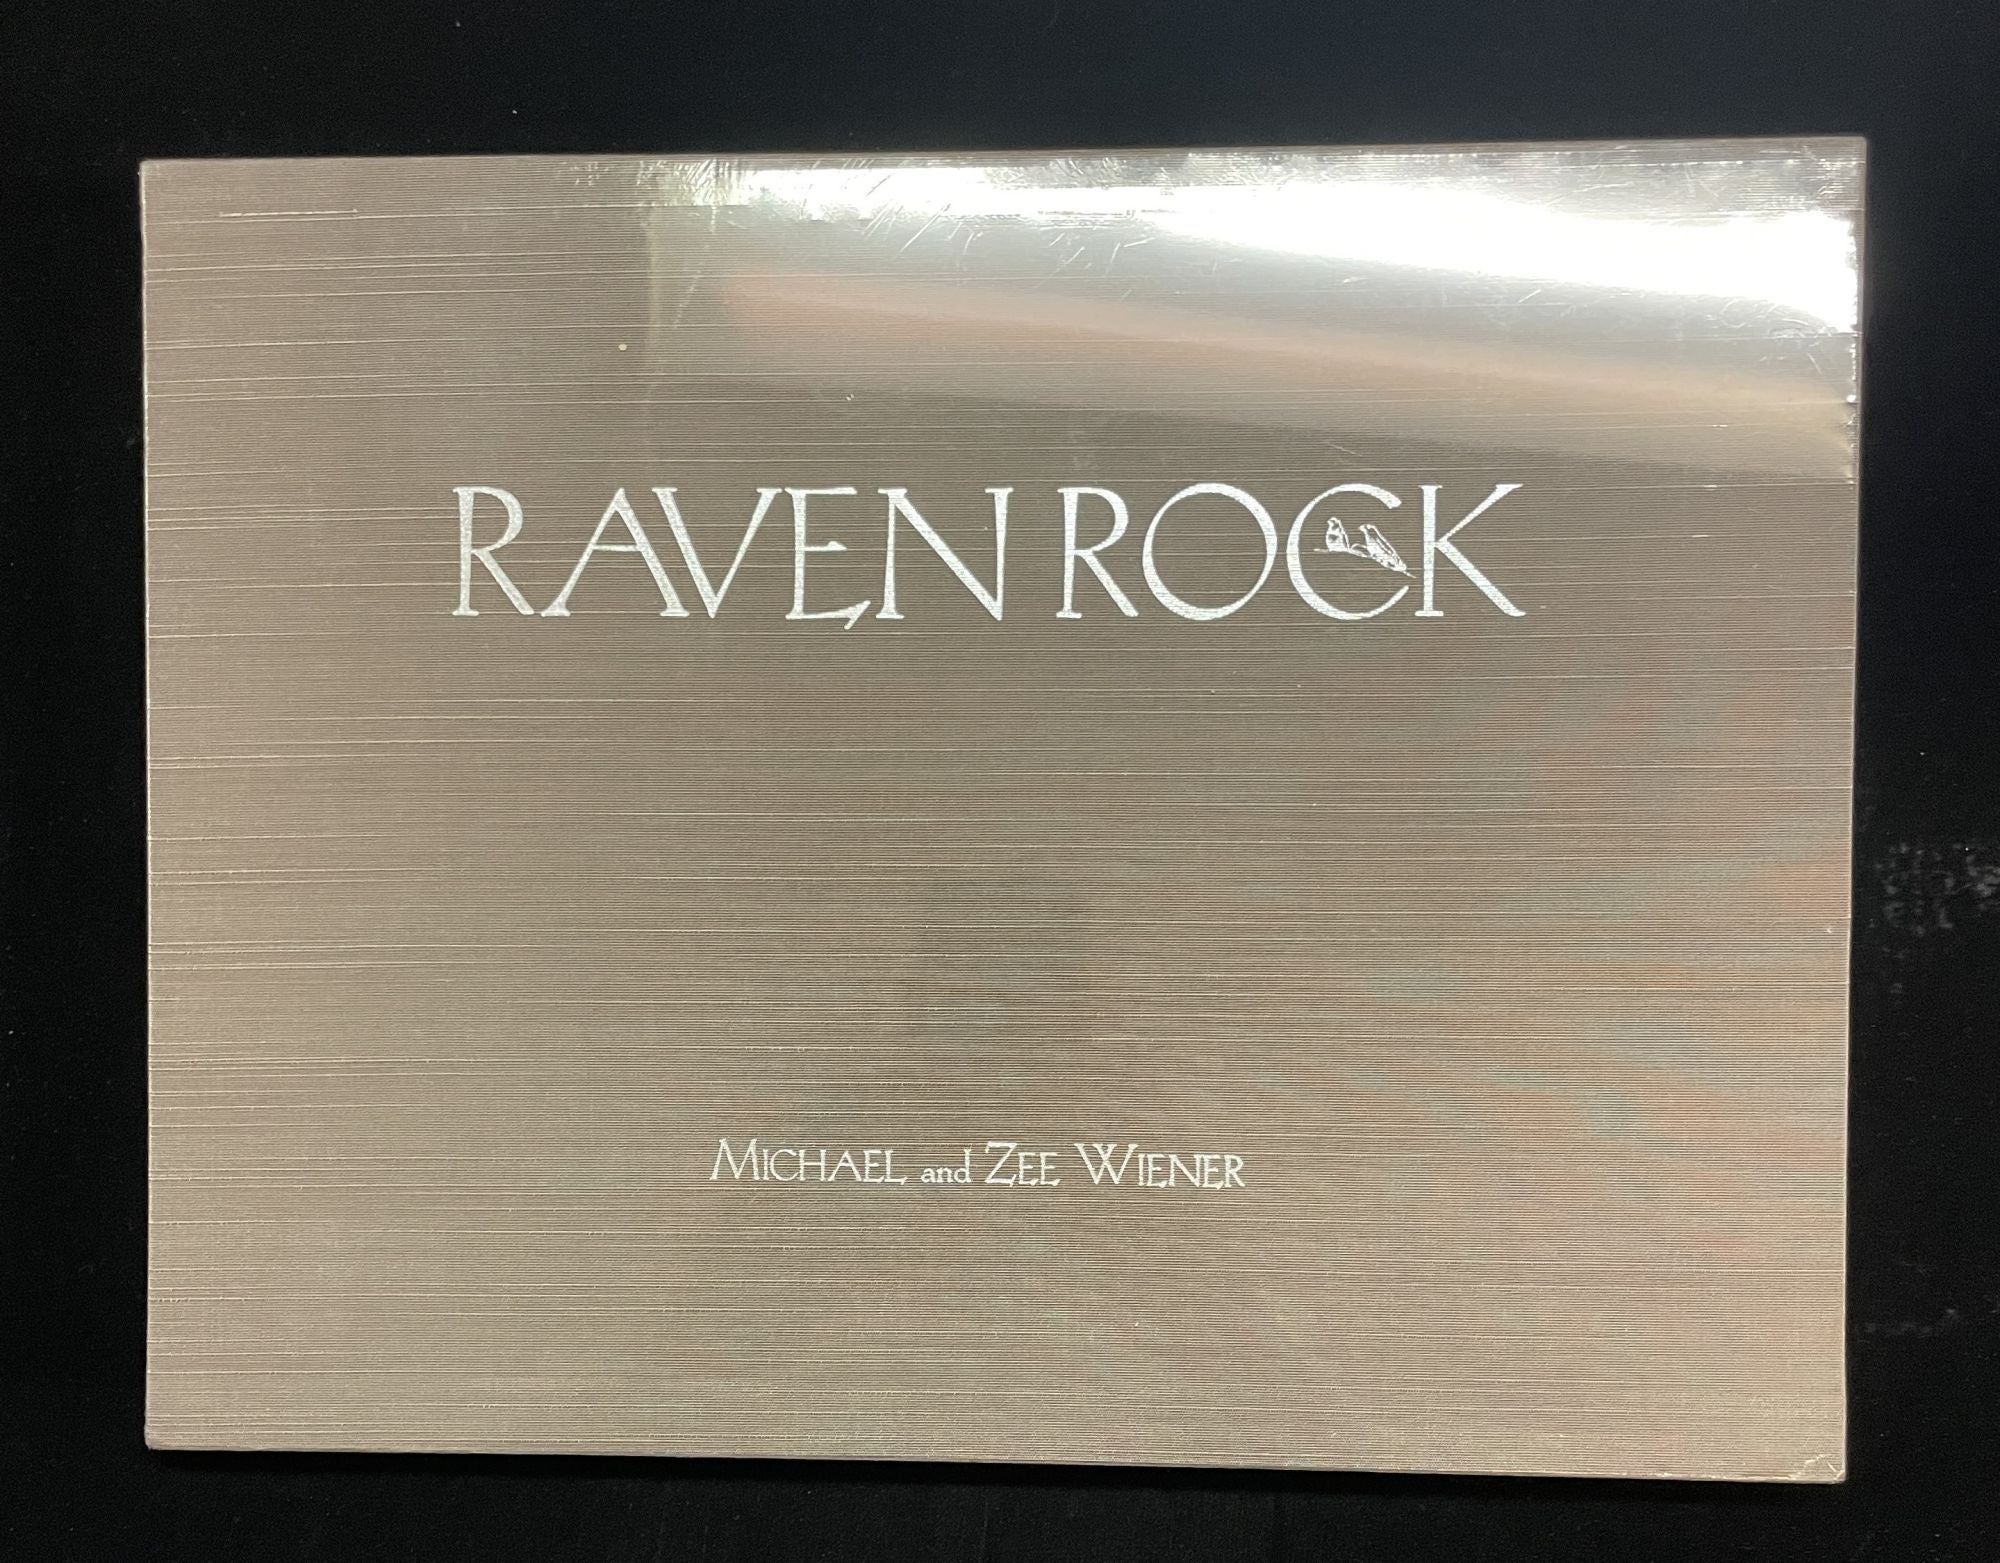 RAVEN ROCK
MICHAEL and ZEE WIENER